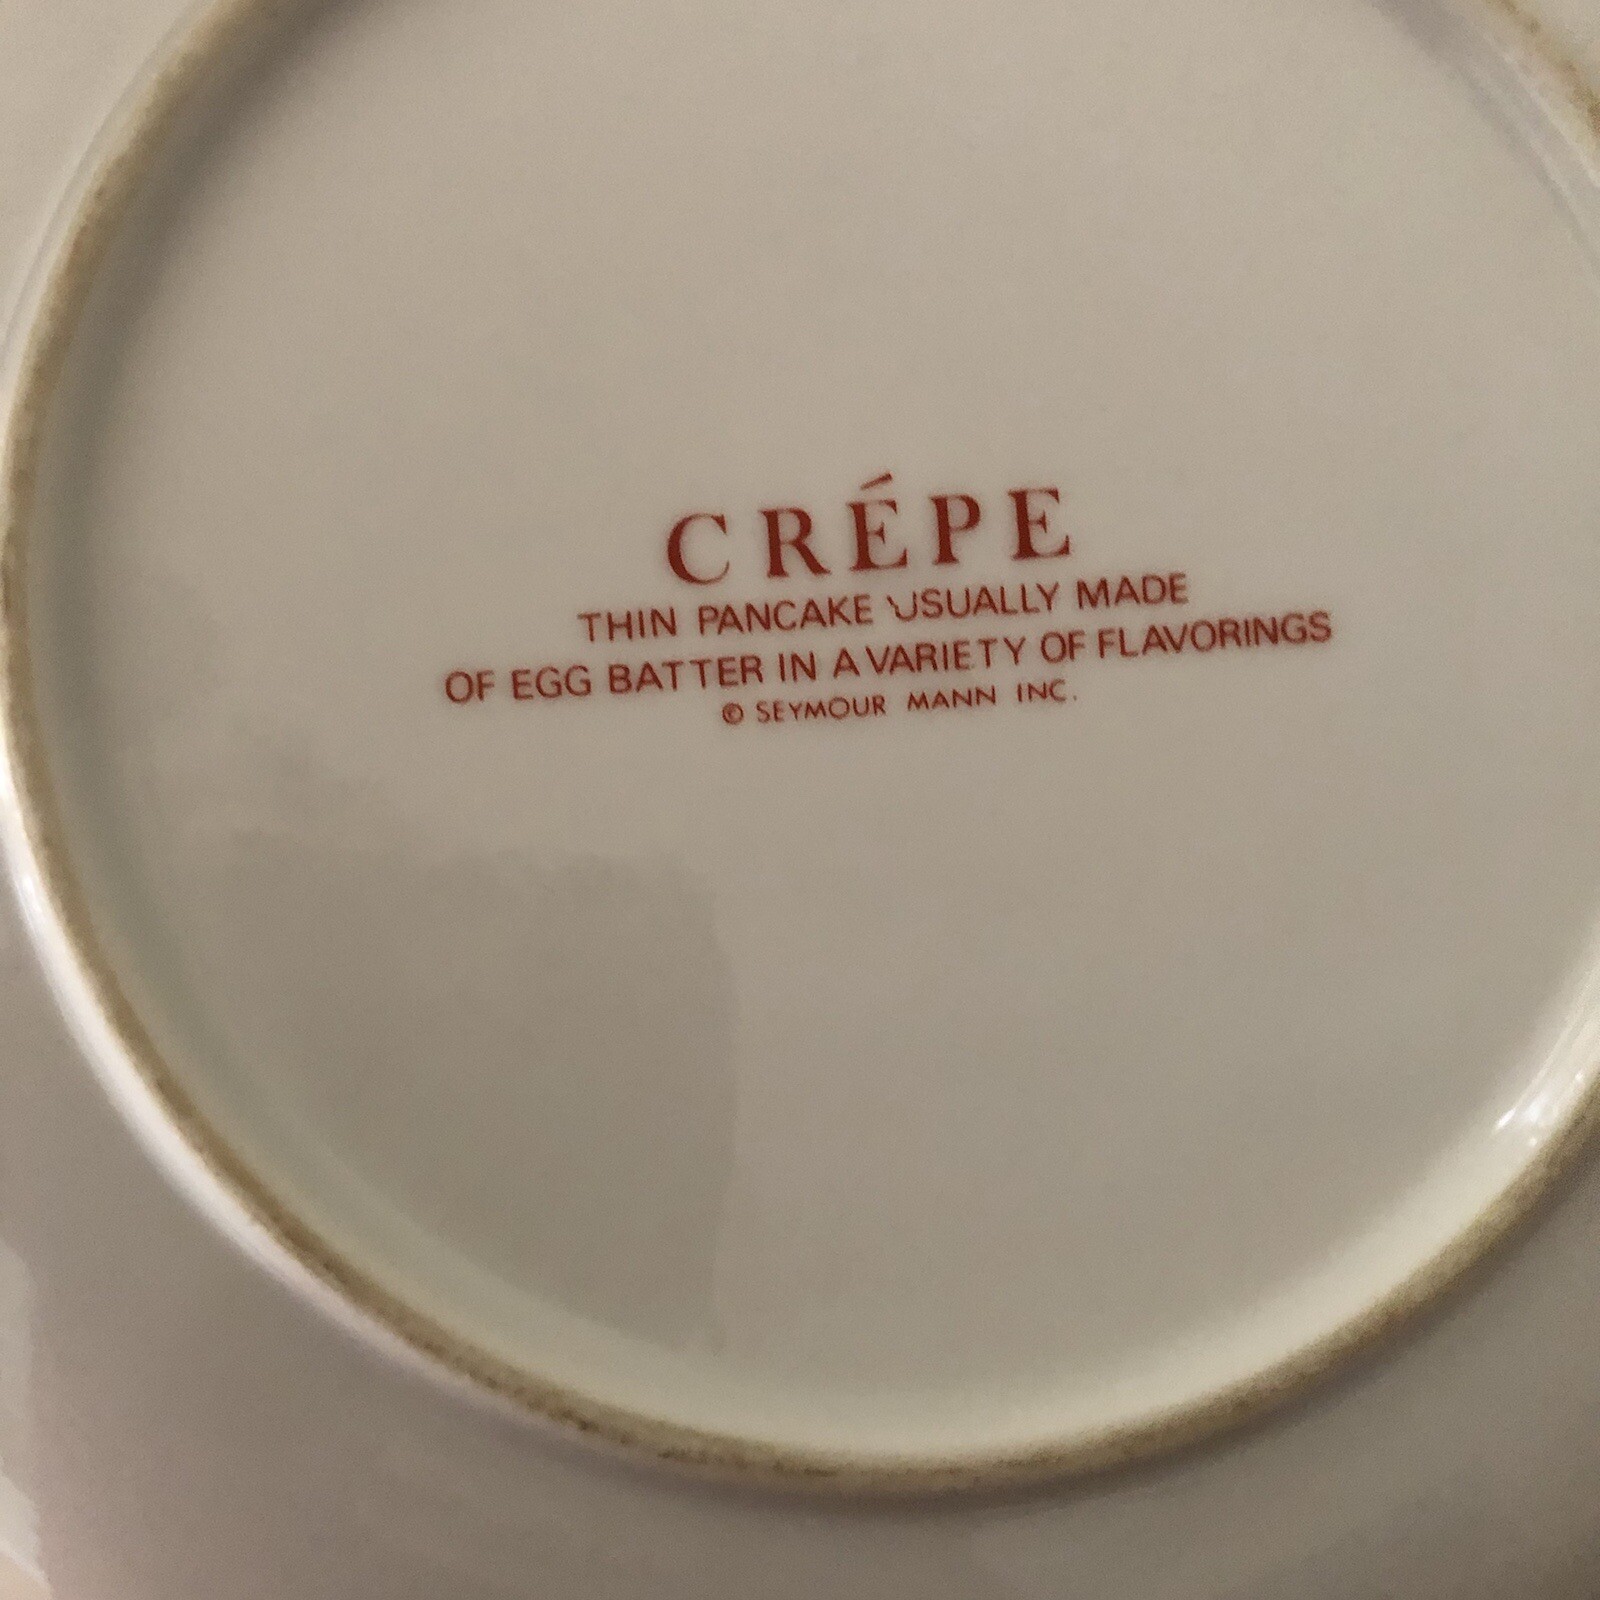 CRÉPE
THIN PANCAKE USUALLY MADE
OF EGG BATTER IN A VARIETY OF FLAVORINGS
© SEYMOUR MANN INC.